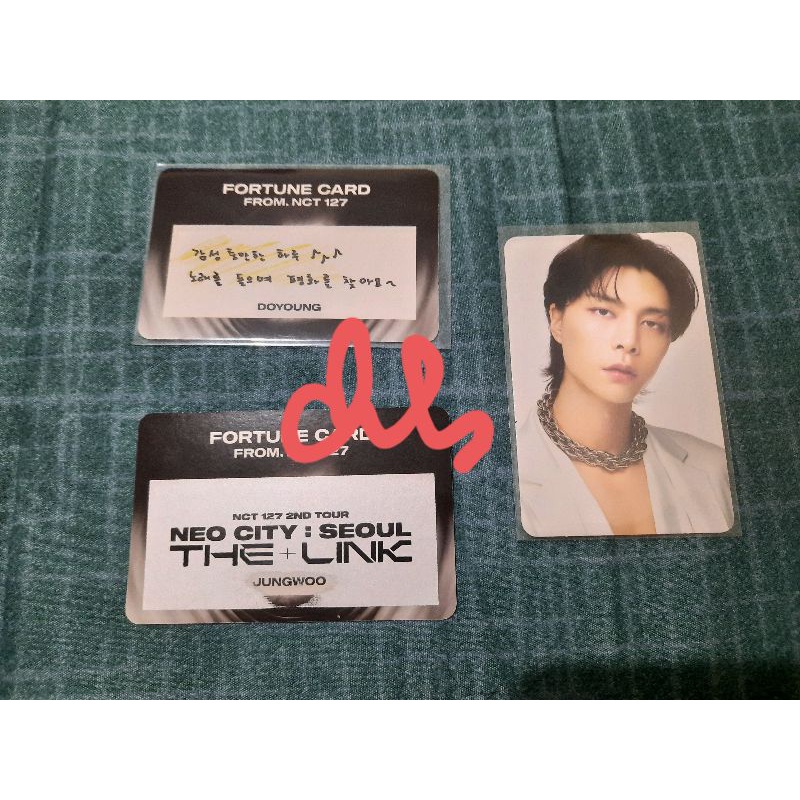 FORTUNE CARD
FROM. NCT 127
감성 충만한 하루 ♪♪♪
노래를 들으며 평화를 찾아요~
DOYOUNG
FORTUNE CARD
FROM. NCT 127
NCT 127 2ND TOUR
NEO CITY : SEOUL
THE + LINK
JUNGWOO